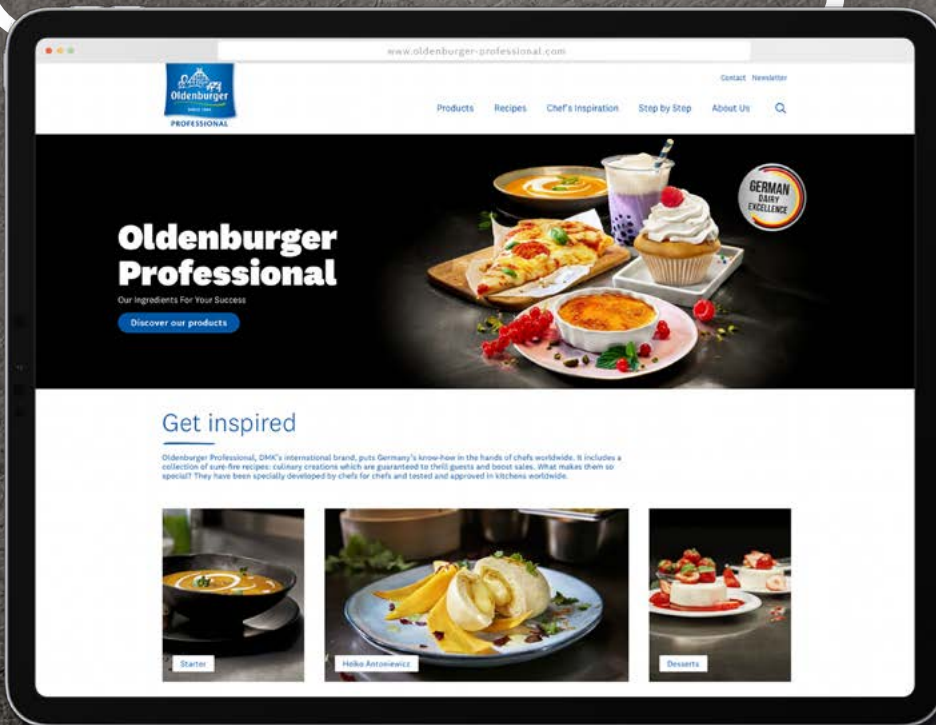 www.oldenburger-professional.com
Contact Newsletter
Oldenburger
PROFESSIONAL
Products Recipes Chef's Inspiration Step by Step About Us
GERMAN
DAIRY
EXCELLENCE
Oldenburger
Professional
Our Ingredients For Your Success
Discover our products
Get inspired
Oldenburger Professional, DMK's international brand, puts Germany's know-how in the hands of chefs worldwide. It includes a
collection of sure-fire recipes: culinary creations which are guaranteed to thrill guests and boost sales. What makes them so
special? They have been specially developed by chefs for chefs and tested and approved in kitchens worldwide.
Starter
Heiko Antoniewicz
Desserts